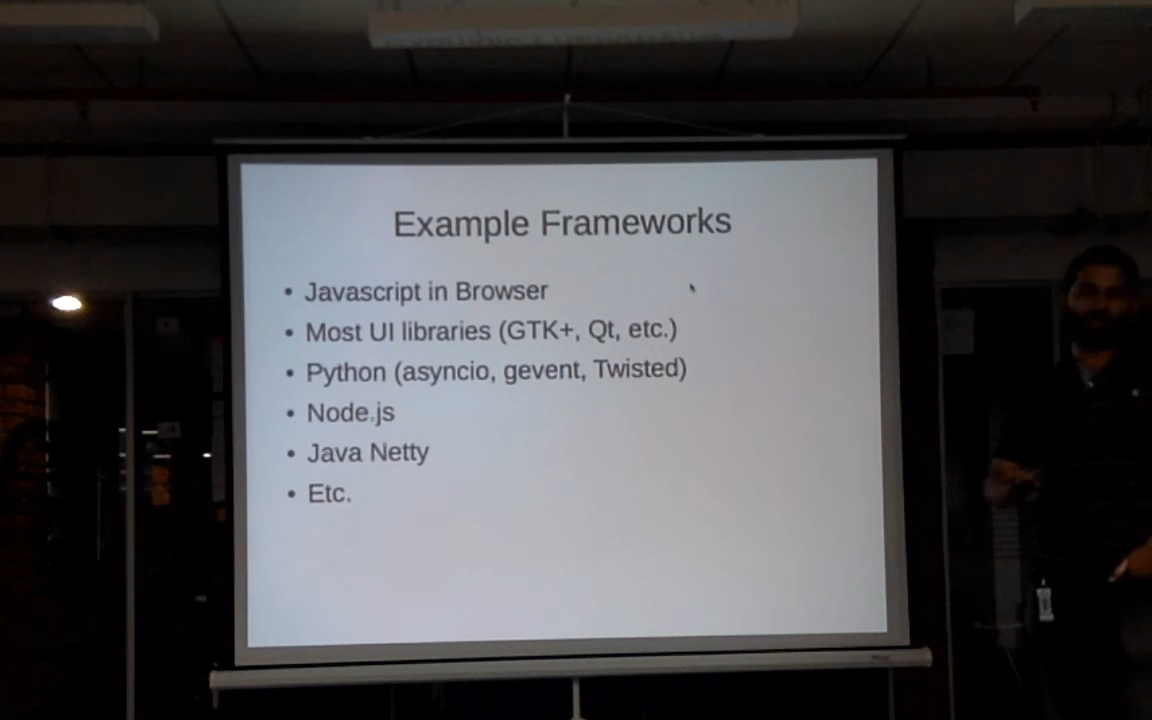 Example Frameworks
• Javascript in Browser
• Most UI libraries (GTK+, Qt, etc.)
• Python (asyncio, gevent, Twisted)
• Node.js
• Java Netty
• Etc.